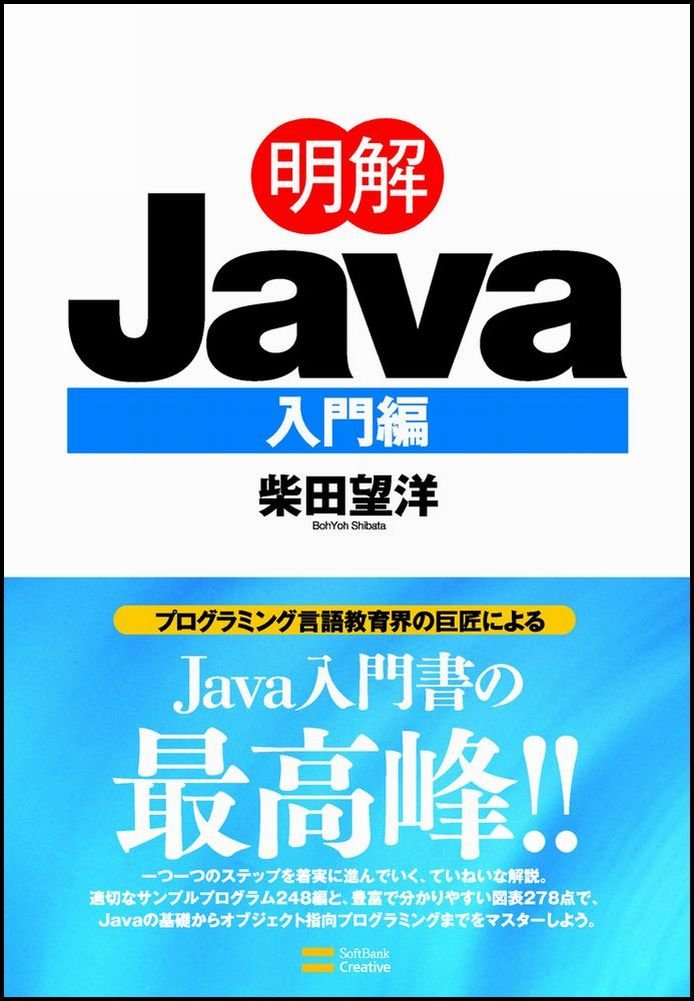 明解
Java
入門編
柴田望洋
BohYoh Shibata
プログラミング言語教育界の巨匠による
Java入門書の
最高峰!!
一つ一つのステップを着実に進んでいく、ていねいな解説。
適切なサンプルプログラム248編と、豊富で分かりやすい図表278点で、
Javaの基礎からオブジェクト指向プログラミングまでをマスターしよう。
SoftBank
Creative